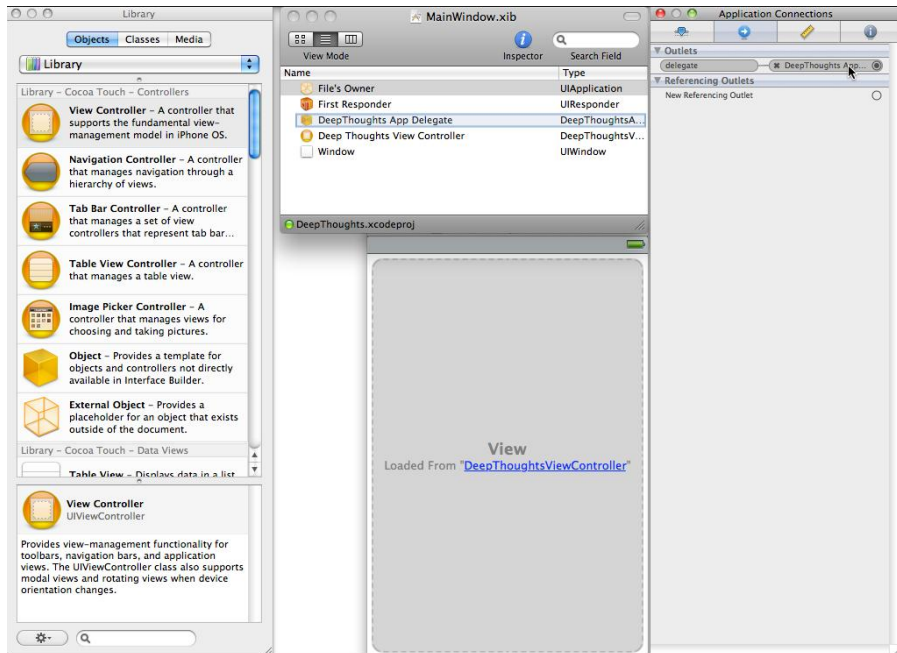 Library
Objects Classes Media
Library
Library – Cocoa Touch – Controllers
View Controller – A controller that
supports the fundamental view-
management model in iPhone OS.
Navigation Controller – A controller
that manages navigation through a
hierarchy of views.
Tab Bar Controller – A controller
that manages a set of view
controllers that represent tab bar...
Table View Controller – A controller
that manages a table view.
Image Picker Controller – A
controller that manages views for
choosing and taking pictures.
Object – Provides a template for
objects and controllers not directly
available in Interface Builder.
External Object – Provides a
placeholder for an object that exists
outside of the document.
Library – Cocoa Touch – Data Views
Table View – Displays data in a list
View Controller
UIViewController
Provides view-management functionality for
toolbars, navigation bars, and application
views. The UIViewController class also supports
modal views and rotating views when device
orientation changes.
MainWindow.xib
View Mode Inspector Search Field
Name Type
File's Owner UIApplication
First Responder UIResponder
DeepThoughts App Delegate DeepThoughtsA...
Deep Thoughts View Controller DeepThoughtsV...
Window UIWindow
DeepThoughts.xcodeproj
View
Loaded From "DeepThoughtsViewController"
Application Connections
Outlets
delegate DeepThoughts App...
Referencing Outlets
New Referencing Outlet